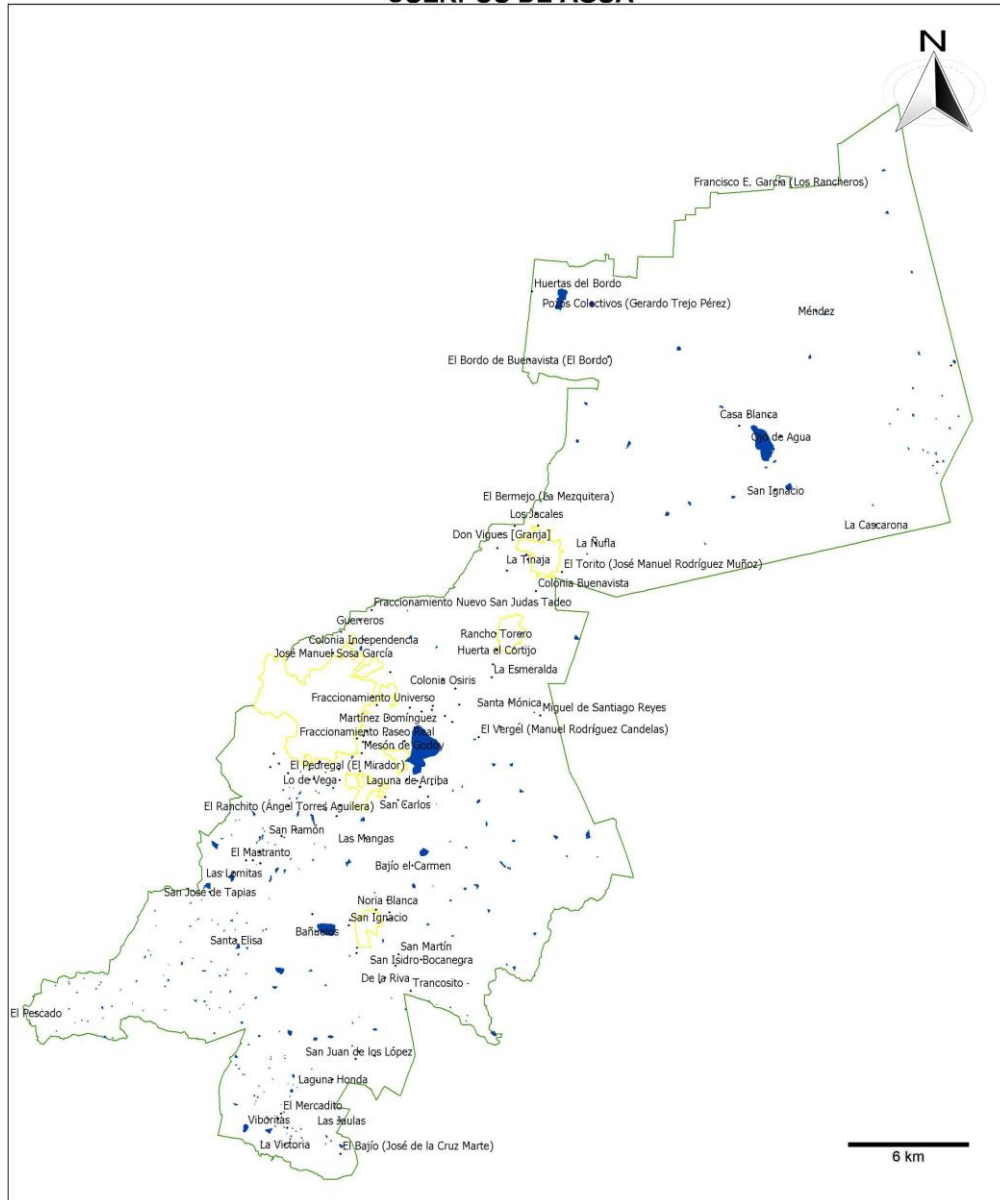 CUERPOS DE AGUA
N
Francisco E. García (Los Rancheros)
Huertas del Bordo
Pozos Colectivos (Gerardo Trejo Pérez)
Méndez
El Bordo de Buenavista (El Bordo)
Casa Blanca
Ojo de Agua
San Ignacio
El Bermejo (La Mezquitera)
Los Jacales
La Cascarona
Don Vigues [Granja]
La Ñufla
La Tinaja
El Torito (José Manuel Rodríguez Muñoz)
Colonia Buenavista
Fraccionamiento Nuevo San Judas Tadeo
Guerreros
Rancho Torero
Colonia Independencia
Huerta el Cortijo
José Manuel Sosa García
La Esmeralda
Colonia Osiris
Fraccionamiento Universo
Santa Mónica
Miguel de Santiago Reyes
Martínez Domínguez
El Vergel (Manuel Rodríguez Candelas)
Fraccionamiento Paseo Real
Mesón de Godoy
El Pedregal (El Mirador)
Lo de Vega
Laguna de Arriba
El Ranchito (Ángel Torres Aguilera)
San Carlos
San Ramón
Las Mangas
El Mastranto
Bajío el Carmen
Las Lomitas
San José de Tapias
Noria Blanca
San Ignacio
Bañuelos
Santa Elisa
San Martín
San Isidro Bocanegra
De la Riva
Trancosito
El Pescado
San Juan de los López
Laguna Honda
El Mercadito
Viboritas
Las Jaulas
La Victoria
El Bajío (José de la Cruz Marte)
6 km